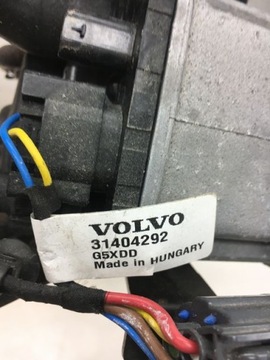 VOLVO
31404292
G5XDD
Made in HUNGARY